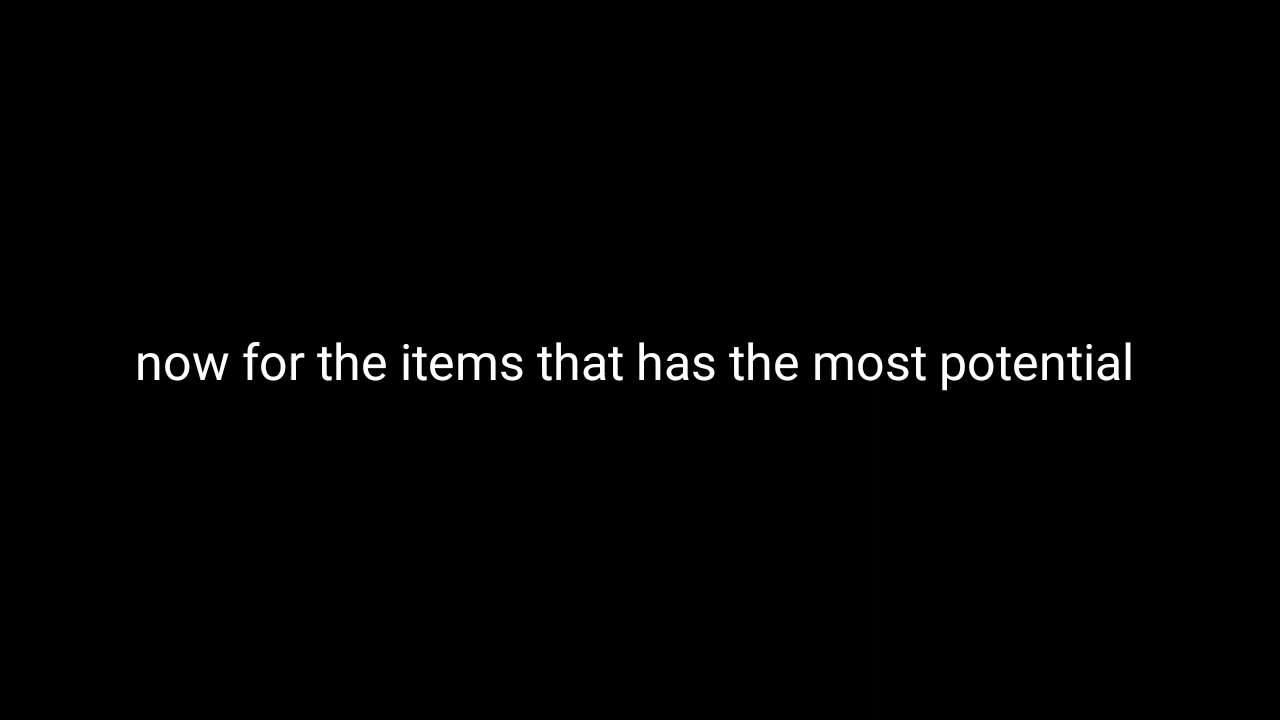 now for the items that has the most potential